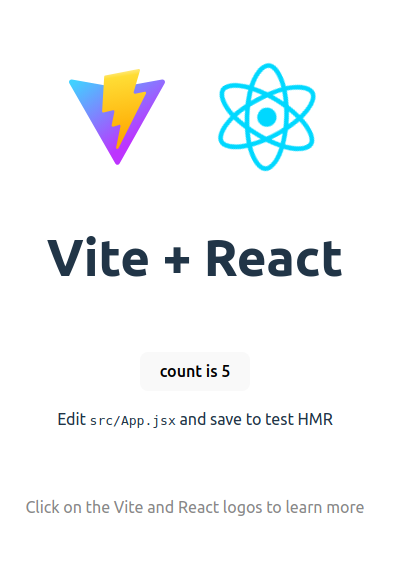 Vite + React
count is 5
Edit src/App.jsx and save to test HMR
Click on the Vite and React logos to learn more